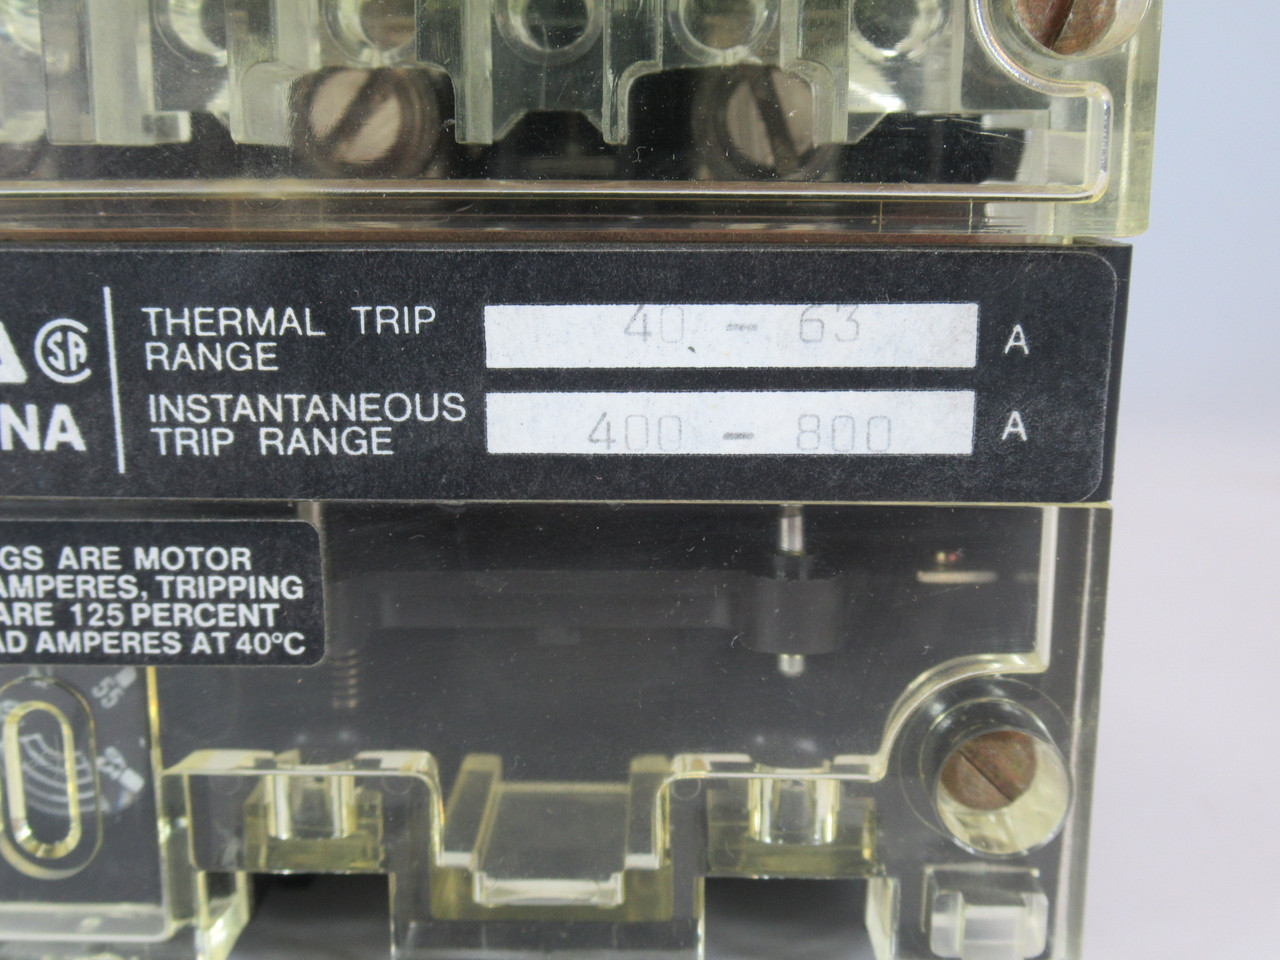 THERMAL TRIP RANGE 40 - 63 A
INSTANTANEOUS TRIP RANGE 400 - 800 A
SA
NA
GS ARE MOTOR
AMPERES, TRIPPING
ARE 125 PERCENT
AD AMPERES AT 40°C